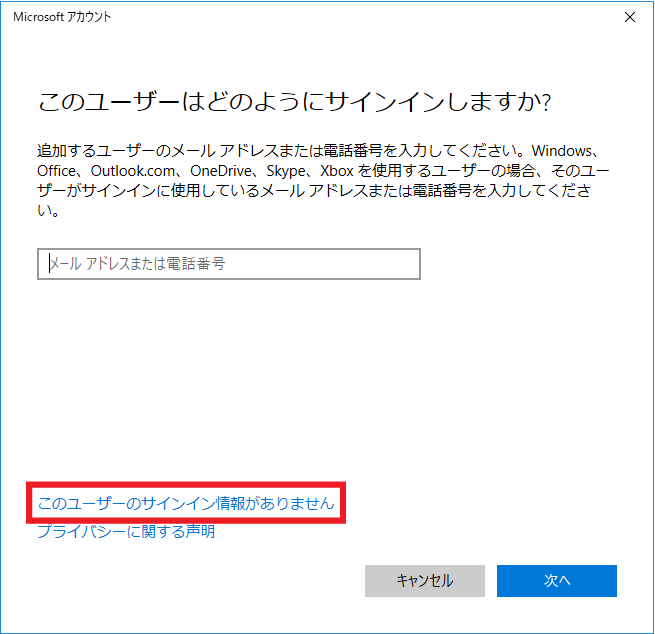 Microsoft アカウント
このユーザーはどのようにサインインしますか?
追加するユーザーのメール アドレスまたは電話番号を入力してください。Windows、
Office、Outlook.com、OneDrive、Skype、Xbox を使用するユーザーの場合、そのユー
ザーがサインインに使用しているメール アドレスまたは電話番号を入力してくださ
い。
メール アドレスまたは電話番号
このユーザーのサインイン情報がありません
プライバシーに関する声明
キャンセル
次へ